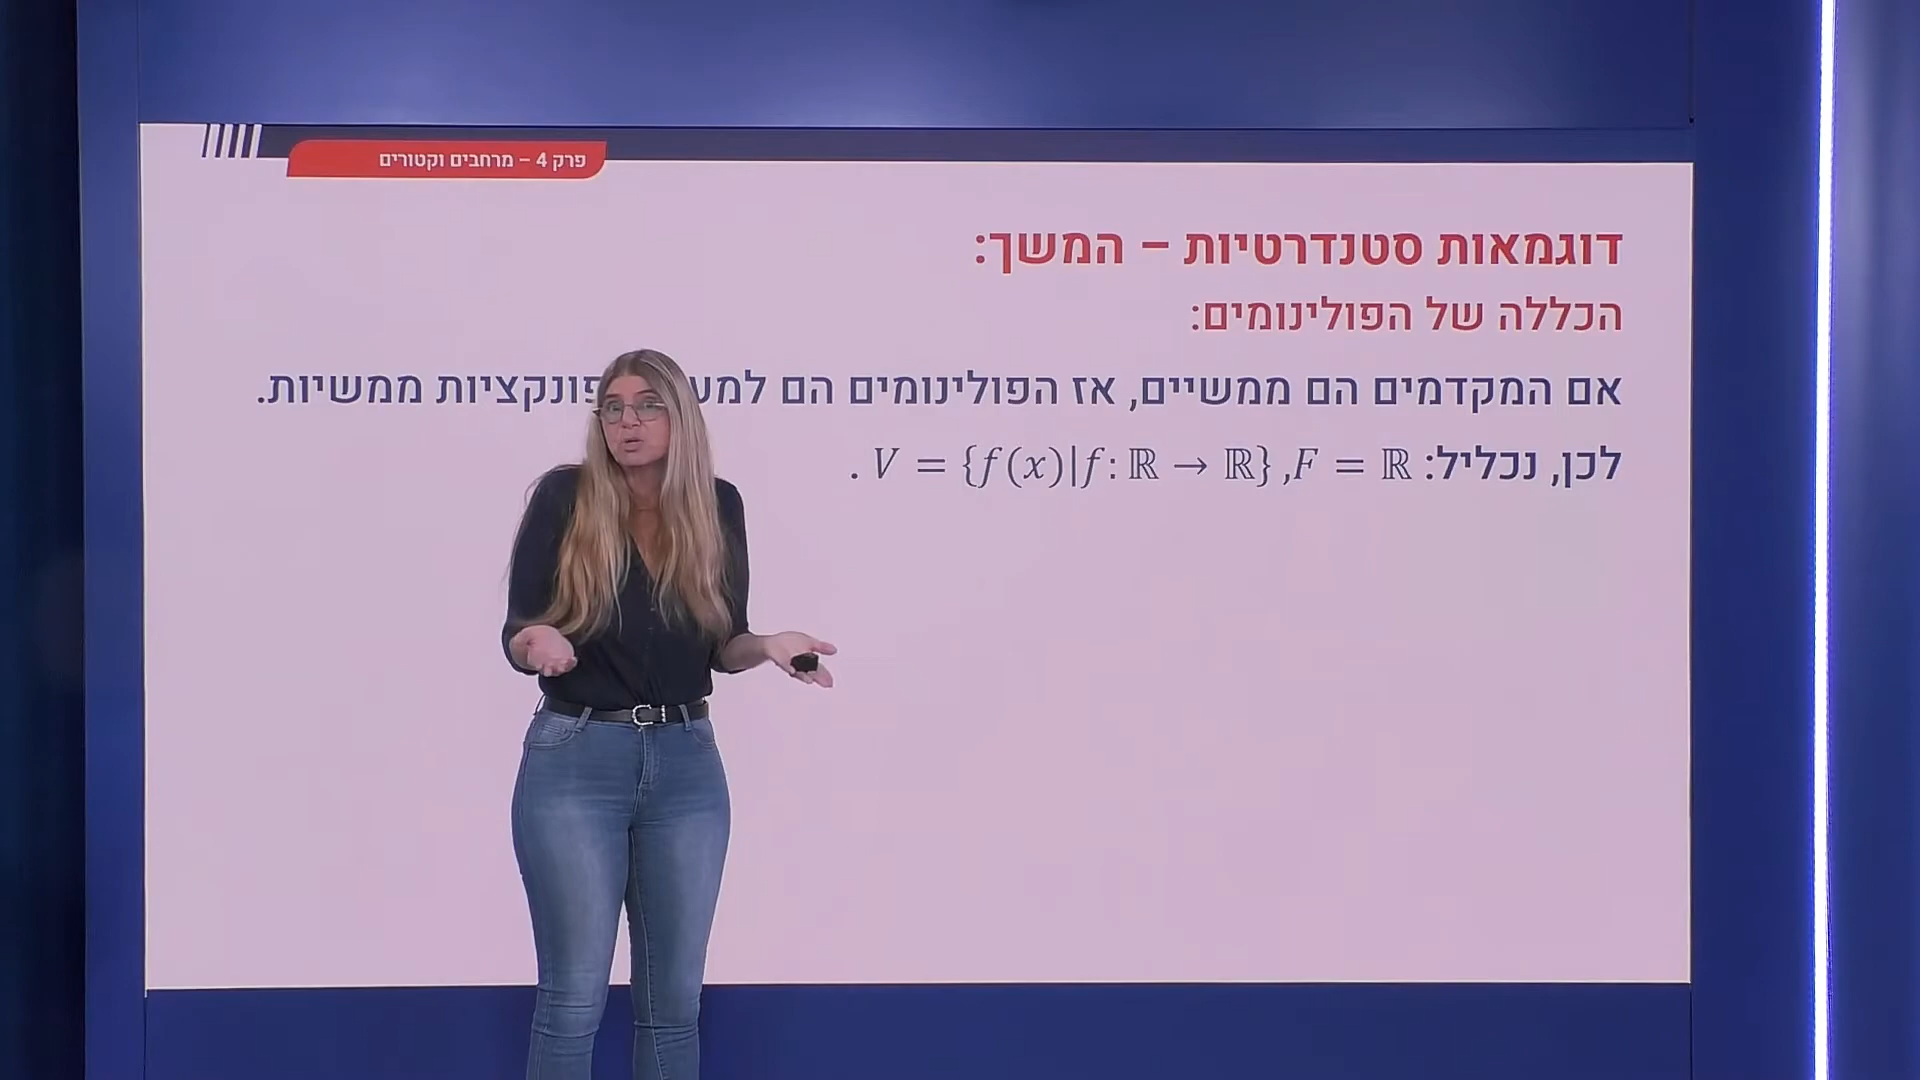 פרק 4 – מרחבים וקטורים
דוגמאות סטנדרטיות – המשך:
הכללה של הפולינומים:
אם המקדמים הם ממשיים, אז הפולינומים הם פונקציות ממשיות.
לכן, נכליל: V = {f(x)|f: ℝ → ℝ} ,F = ℝ .